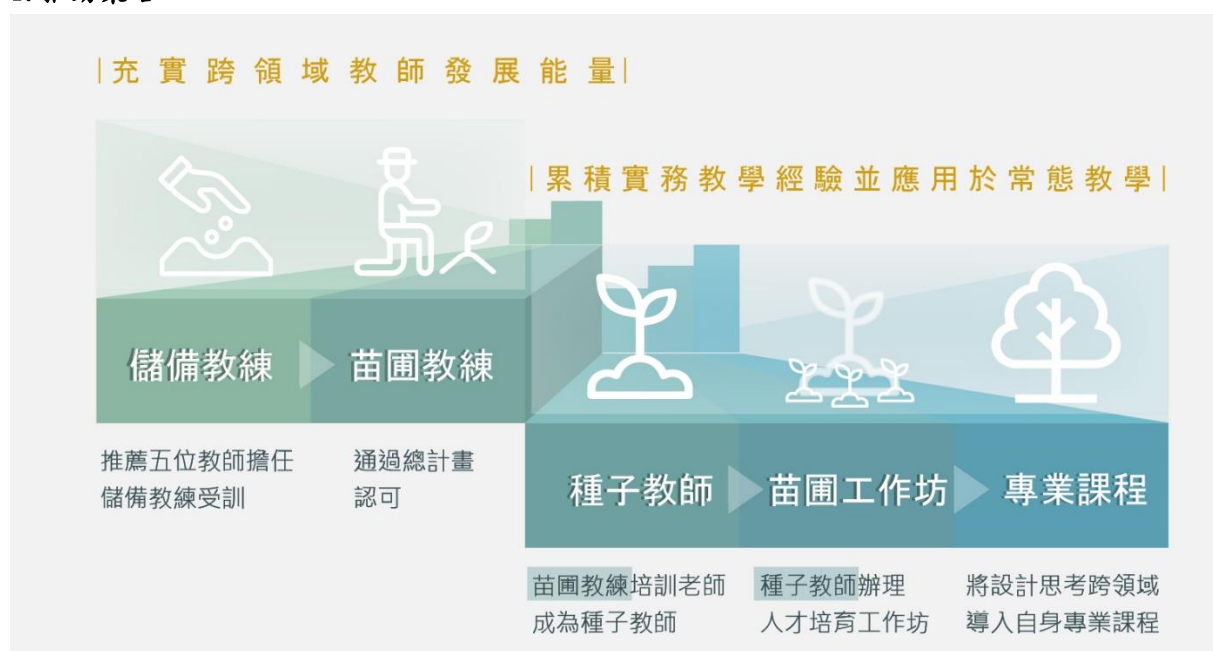 |充實跨領域教師發展能量|
|累積實務教學經驗並應用於常態教學|
儲備教練
苗圃教練
推薦五位教師擔任
儲備教練受訓
通過總計畫
認可
種子教師
苗圃工作坊
專業課程
苗圃教練培訓老師
成為種子教師
種子教師辦理
人才培育工作坊
將設計思考跨領域
導入自身專業課程